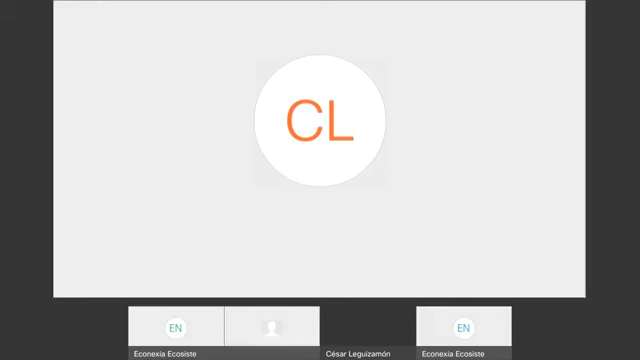 CL
EN
EN
Econexia Ecosiste
César Leguizamón
Econexia Ecosiste